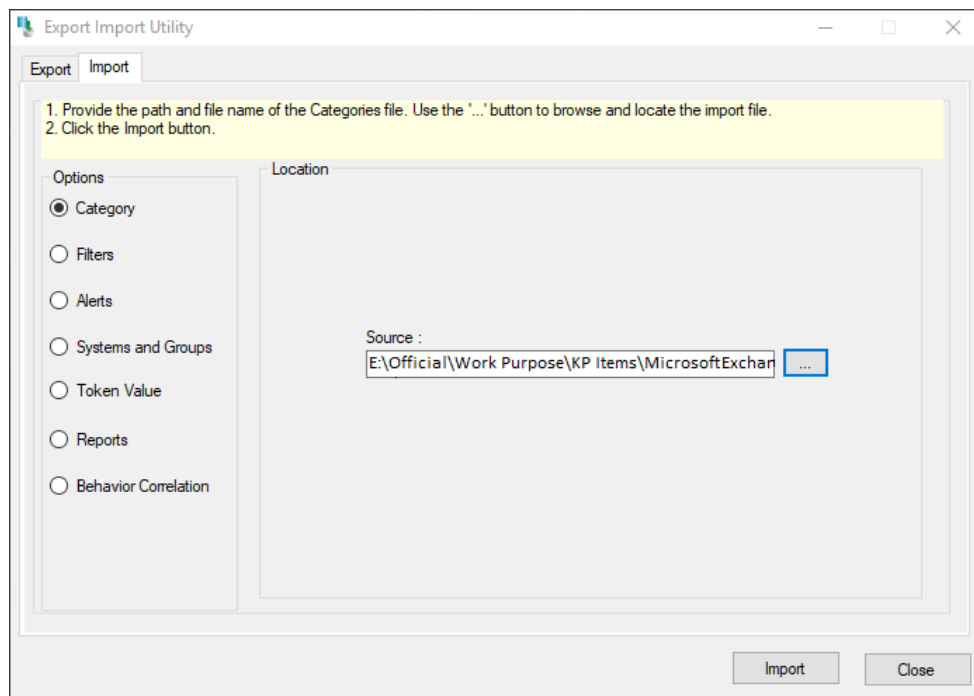 Export Import Utility
Export Import
1. Provide the path and file name of the Categories file. Use the '...' button to browse and locate the import file.
2. Click the Import button.
Options
Location
Category
Filters
Alerts
Systems and Groups
Token Value
Reports
Behavior Correlation
Source :
E:\Official\Work Purpose\KP Items\MicrosoftExchan
...
Import
Close